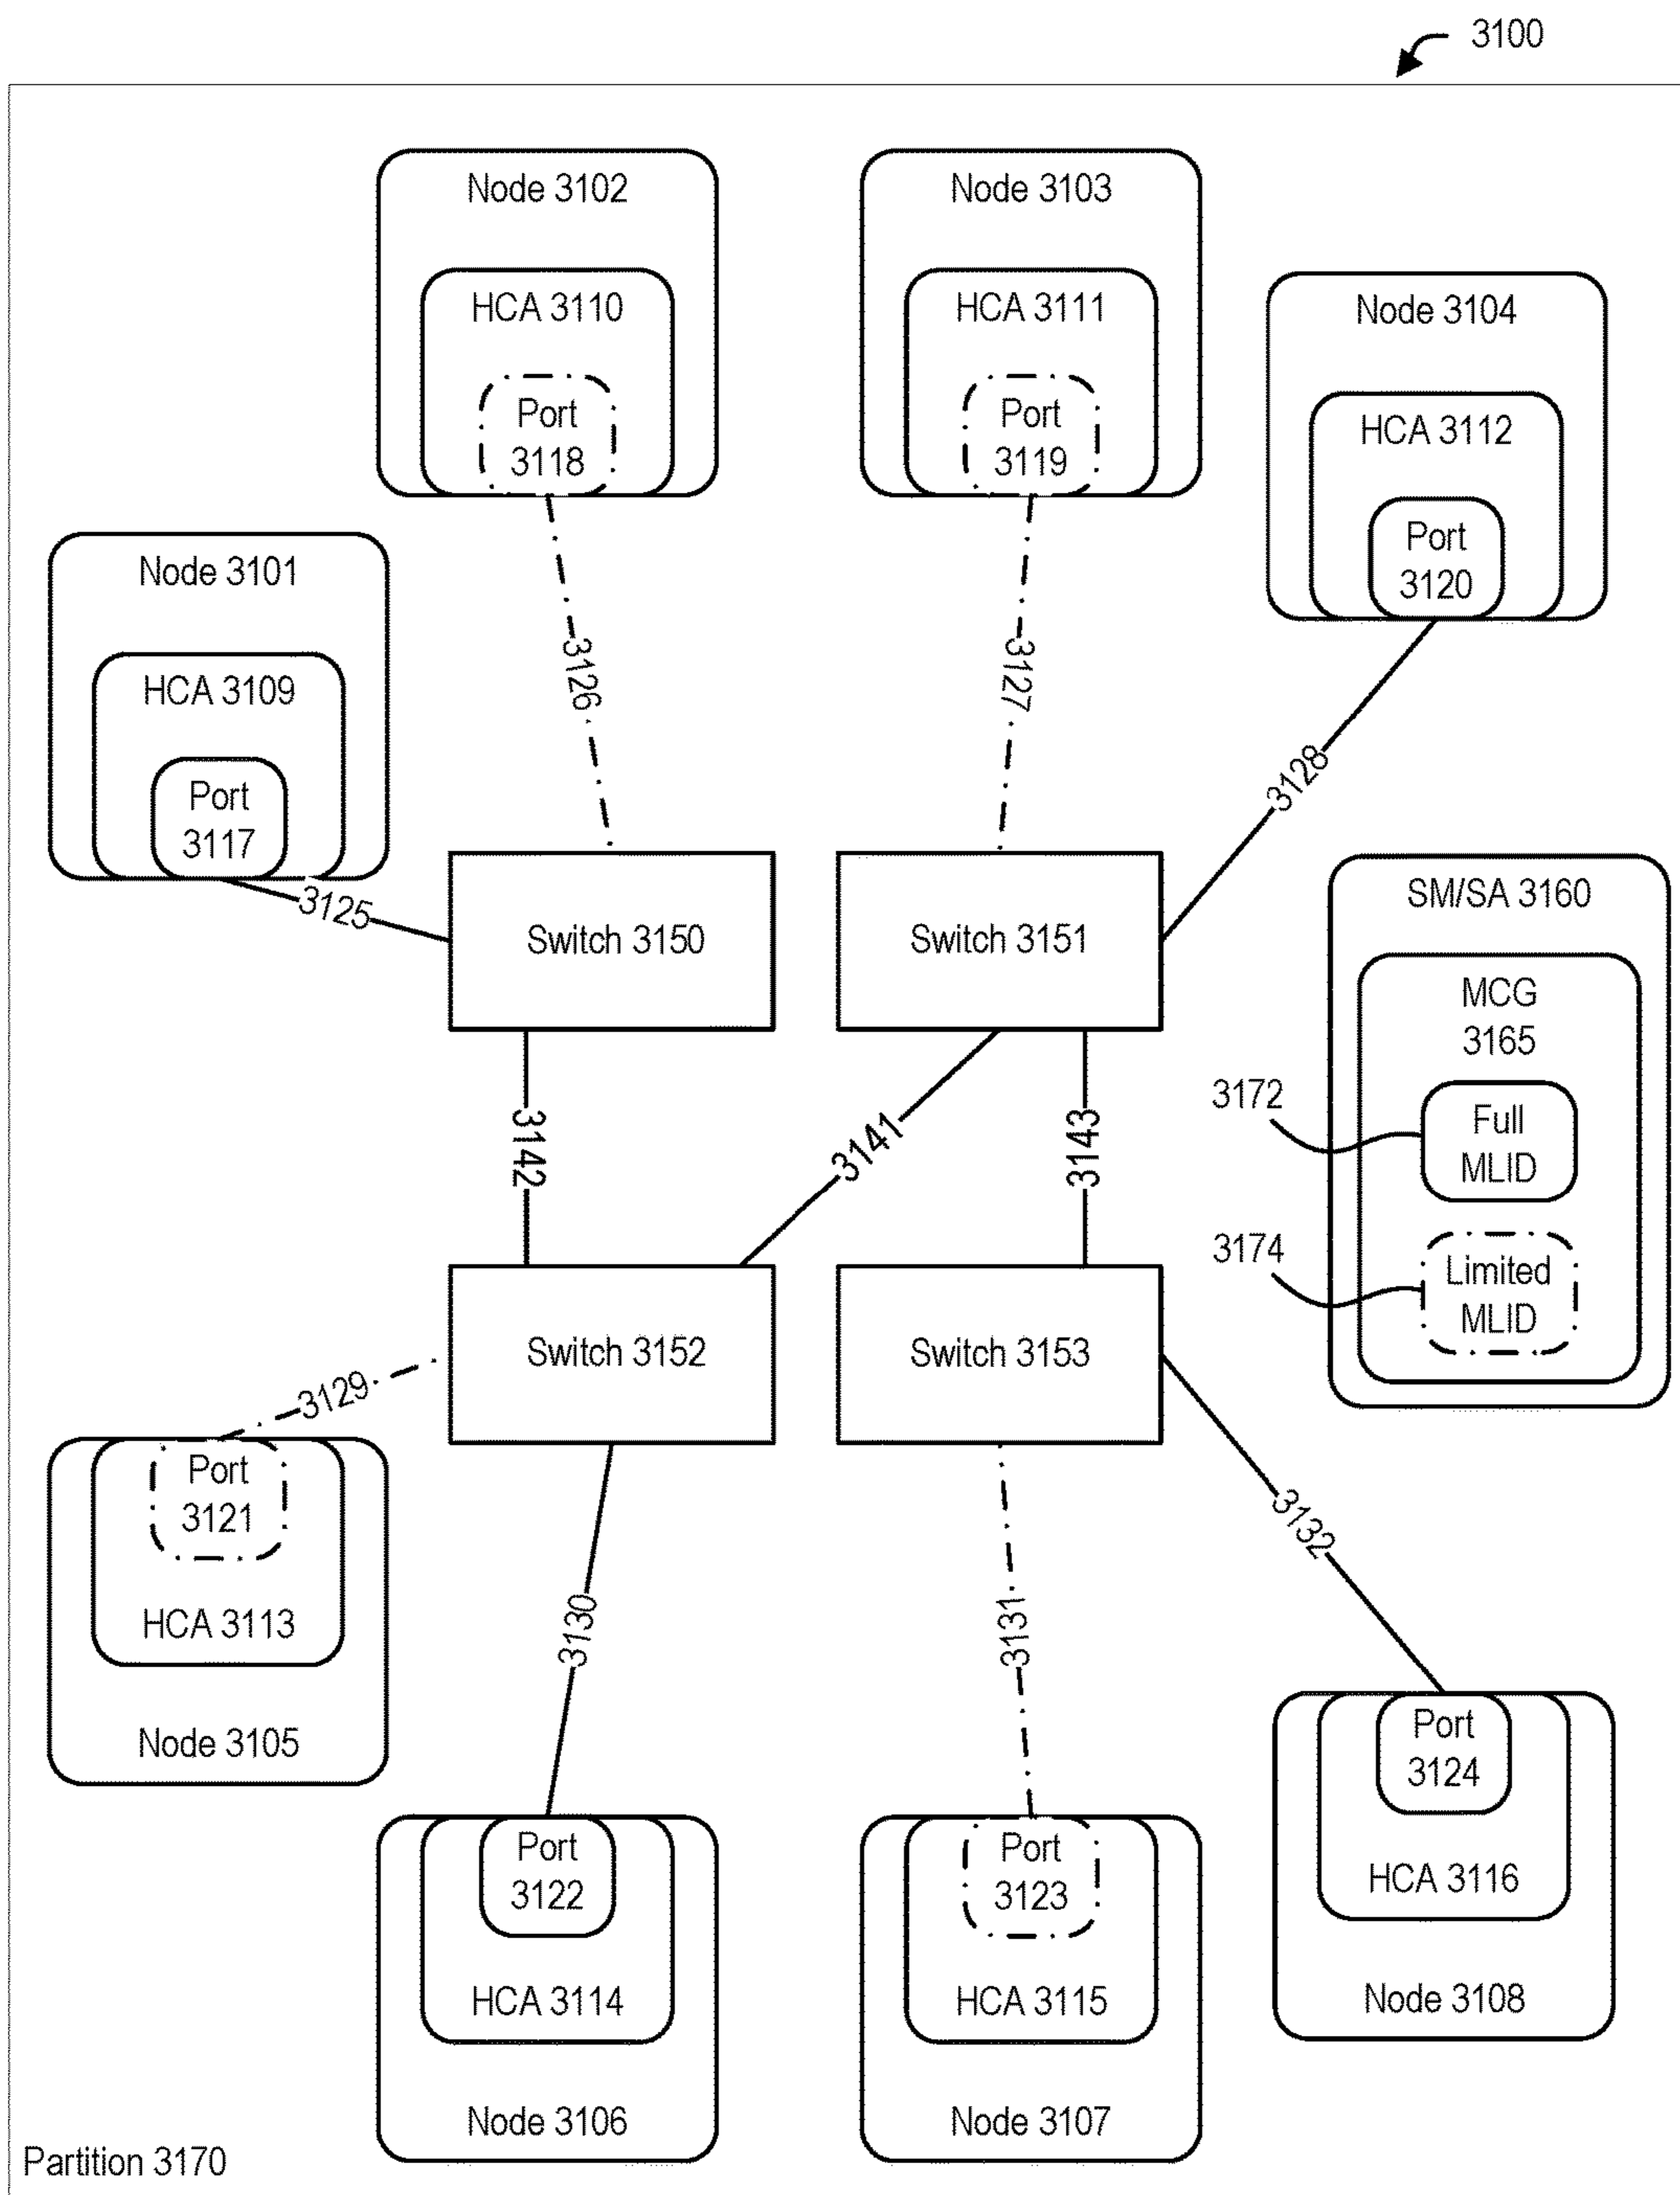 3100
Node 3102
HCA 3110
Port
3118
Node 3103
HCA 3111
Port
3119
Node 3104
HCA 3112
Port
3120
Node 3101
HCA 3109
Port
3117
3126
3127
3128
3125
Switch 3150
Switch 3151
SM/SA 3160
MCG
3165
3172
Full
MLID
3174
Limited
MLID
3142
3141
3143
Switch 3152
Switch 3153
3129
3130
3131
3132
Port
3121
HCA 3113
Node 3105
Port
3122
HCA 3114
Node 3106
Port
3123
HCA 3115
Node 3107
Port
3124
HCA 3116
Node 3108
Partition 3170